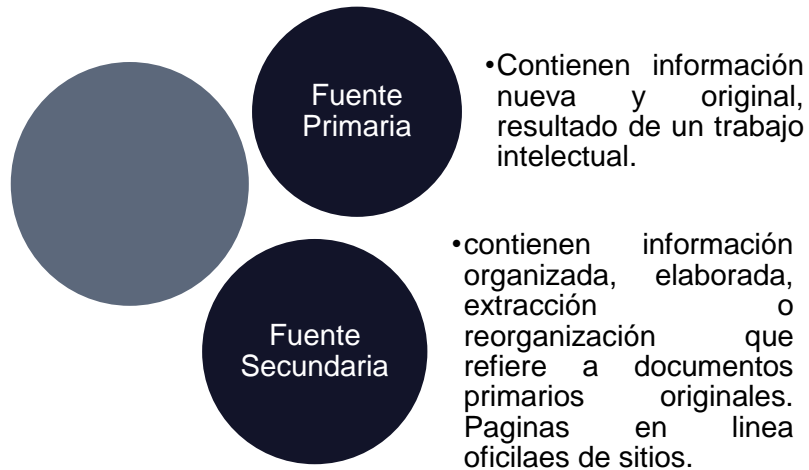 Fuente
Primaria
•Contienen información
nueva y original,
resultado de un trabajo
intelectual.
Fuente
Secundaria
•contienen información
organizada, elaborada,
extracción o
reorganización que
refiere a documentos
primarios originales.
Paginas en linea
oficilaes de sitios.